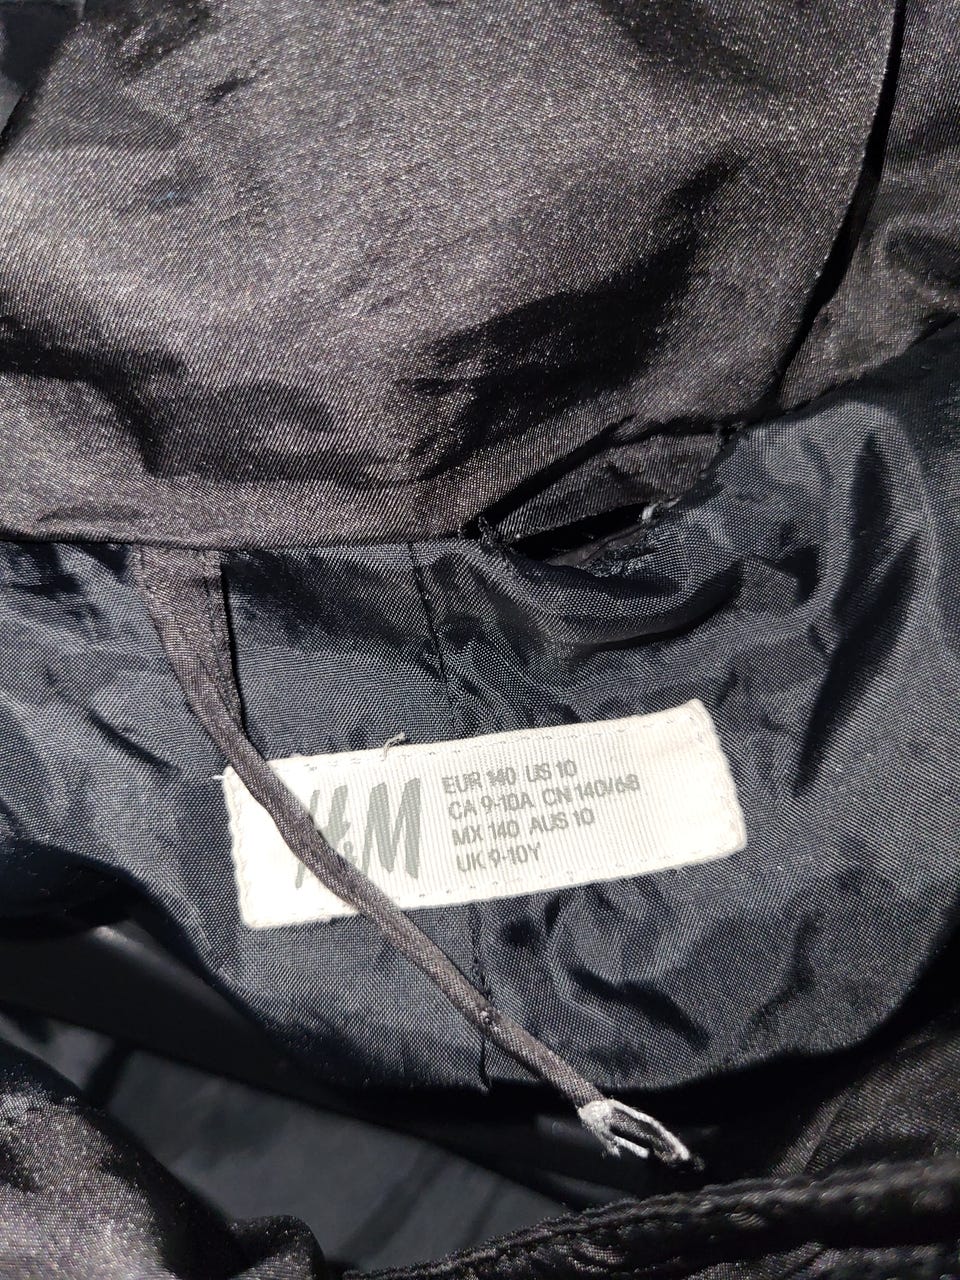 H&M
EUR 140 US 10
CA 9-10A CN 140/68
MX 140 AUS 10
UK 9-10Y